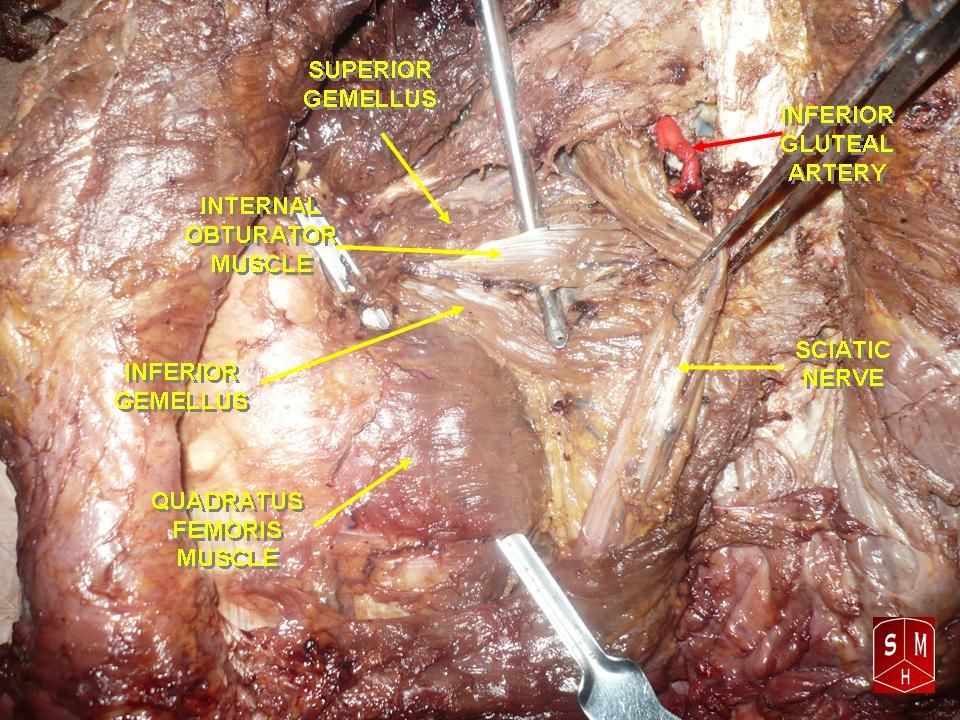 SUPERIOR
GEMELLUS
INFERIOR
GLUTEAL
ARTERY
INTERNAL
OBTURATOR
MUSCLE
SCIATIC
NERVE
INFERIOR
GEMELLUS
QUADRATUS
FEMORIS
MUSCLE
S M
H